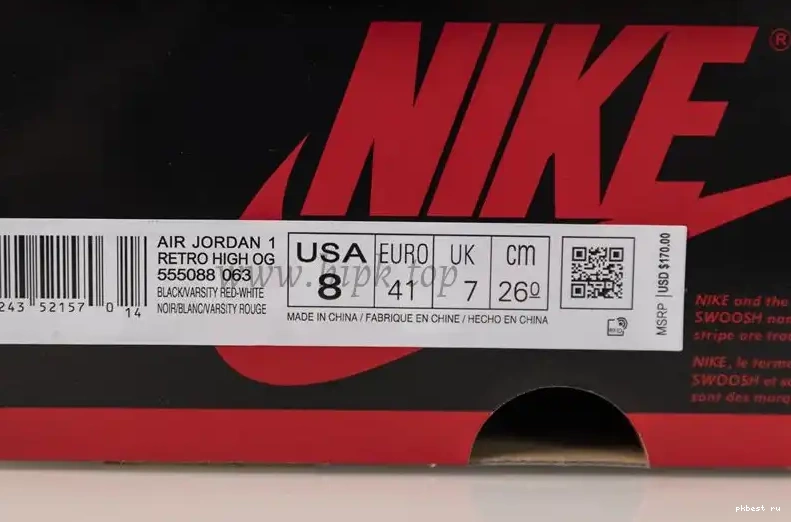 NIKE ®
AIR JORDAN 1
RETRO HIGH OG
555088 063
BLACK/VARSITY RED-WHITE
NOIR/BLANC/VARSITY ROUGE
USA
8
EURO
41
UK
7
cm
260
MADE IN CHINA / FABRIQUE EN CHINE / HECHO EN CHINA
243 52157 0 14
MSRP USD $170.00
www.hipk.top
NIKE and the
SWOOSH
stripe are
NIKE, le
SWOOSH et
sont des
pkbest ru